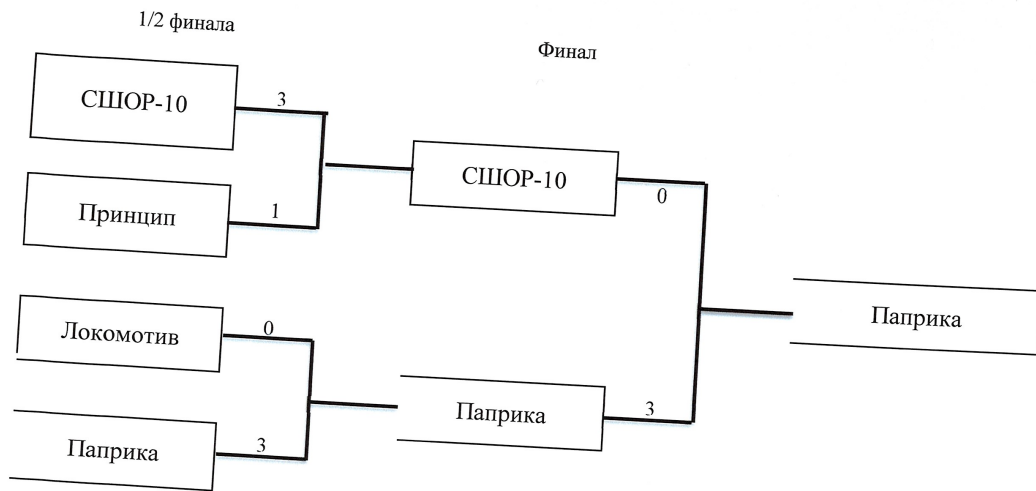 1/2 финала
Финал
СШОР-10
3
Принцип
1
СШОР-10
0
Локомотив
0
Паприка
3
Паприка
3
Паприка